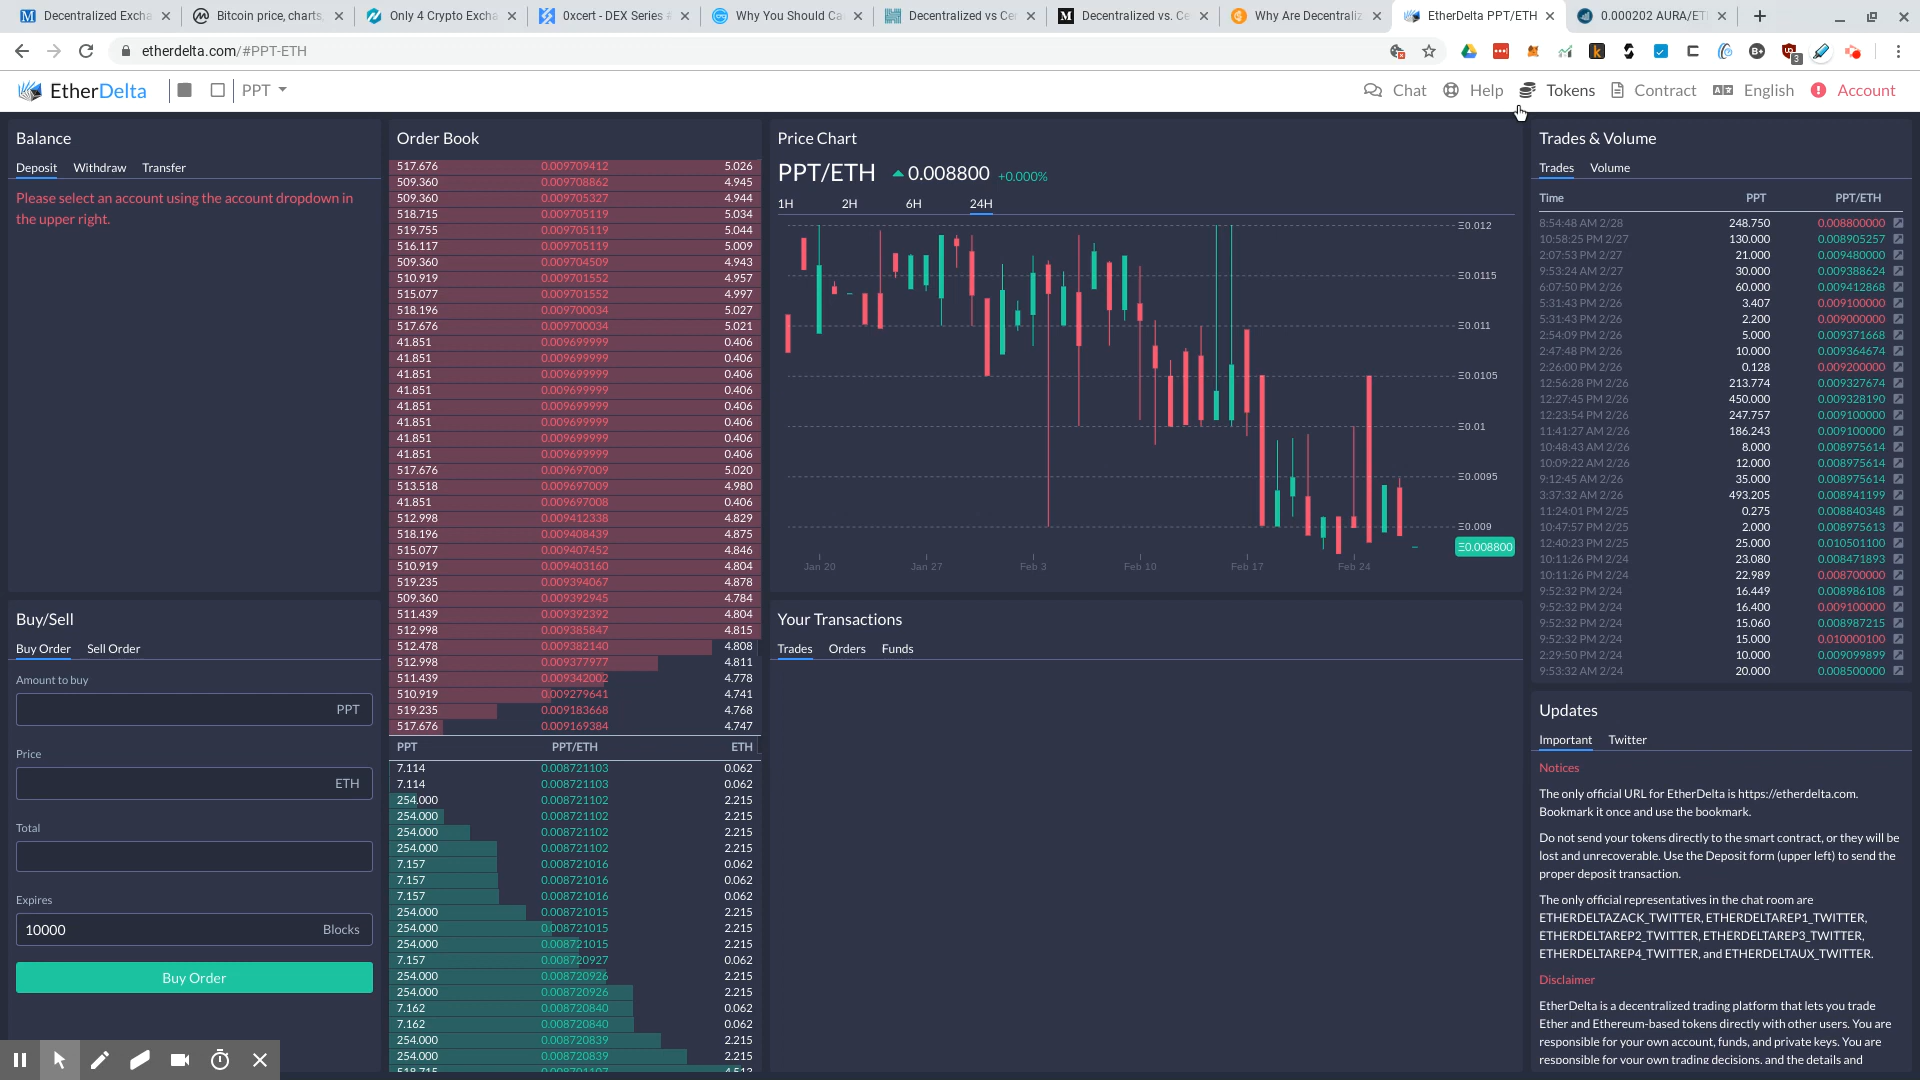 Decentralized Excha
Bitcoin price, charts,
Only 4 Crypto Excha
0xcert - DEX Series #
Why You Should Ca
Decentralized vs Ce
Decentralized vs. Ce
Why Are Decentraliz
EtherDelta PPT/ETH
0.000202 AURA/ET
etherdelta.com/#PPT-ETH
EtherDelta
PPT
Chat
Help
Tokens
Contract
English
Account
Balance
Deposit Withdraw Transfer
Please select an account using the account dropdown in
the upper right.
Buy/Sell
Buy Order Sell Order
Amount to buy
PPT
Price
ETH
Total
Expires
10000 Blocks
Buy Order
Order Book
517.676 0.009709412 5.026
509.360 0.009708862 4.945
509.360 0.009705327 4.944
518.715 0.009705119 5.034
519.755 0.009705119 5.044
516.117 0.009705119 5.009
509.360 0.009704509 4.943
510.919 0.009701552 4.957
515.077 0.009701552 4.997
518.196 0.009700034 5.027
517.676 0.009700034 5.021
41.851 0.009699999 0.406
41.851 0.009699999 0.406
41.851 0.009699999 0.406
41.851 0.009699999 0.406
41.851 0.009699999 0.406
41.851 0.009699999 0.406
41.851 0.009699999 0.406
41.851 0.009699999 0.406
517.676 0.009697009 5.020
513.518 0.009697009 4.980
41.851 0.009697008 0.406
512.998 0.009412338 4.829
518.196 0.009408439 4.875
515.077 0.009407452 4.846
510.919 0.009403160 4.804
519.235 0.009394067 4.878
509.360 0.009392945 4.784
511.439 0.009392392 4.804
512.998 0.009385847 4.815
512.478 0.009382140 4.808
512.998 0.009377977 4.811
511.439 0.009342002 4.778
510.919 0.009279641 4.741
519.235 0.009183668 4.768
517.676 0.009169384 4.747
PPT PPT/ETH ETH
7.114 0.008721103 0.062
7.114 0.008721103 0.062
254.000 0.008721102 2.215
254.000 0.008721102 2.215
254.000 0.008721102 2.215
254.000 0.008721102 2.215
7.157 0.008721016 0.062
7.157 0.008721016 0.062
7.157 0.008721016 0.062
254.000 0.008721015 2.215
254.000 0.008721015 2.215
254.000 0.008721015 2.215
7.157 0.008720927 0.062
254.000 0.008720926 2.215
254.000 0.008720926 2.215
7.162 0.008720840 0.062
7.162 0.008720840 0.062
254.000 0.008720839 2.215
254.000 0.008720839 2.215
Price Chart
PPT/ETH 0.008800 +0.000%
1H 2H 6H 24H
Ξ0.012
Ξ0.0115
Ξ0.011
Ξ0.0105
Ξ0.01
Ξ0.0095
Ξ0.009
Ξ0.008800
Jan 20 Jan 27 Feb 3 Feb 10 Feb 17 Feb 24
Your Transactions
Trades Orders Funds
Trades & Volume
Trades Volume
Time PPT PPT/ETH
8:54:48 AM 2/28 248.750 0.008800000
10:58:25 PM 2/27 130.000 0.008905257
2:07:53 PM 2/27 21.000 0.009480000
9:53:24 AM 2/27 30.000 0.009388624
6:07:50 PM 2/26 60.000 0.009412868
5:31:43 PM 2/26 3.407 0.009100000
5:31:43 PM 2/26 2.200 0.009000000
2:54:09 PM 2/26 5.000 0.009371668
2:47:48 PM 2/26 10.000 0.009364674
2:26:00 PM 2/26 0.128 0.009200000
12:56:28 PM 2/26 213.774 0.009327674
12:27:45 PM 2/26 450.000 0.009328190
12:23:54 PM 2/26 247.757 0.009100000
11:41:27 AM 2/26 186.243 0.009100000
10:48:43 AM 2/26 8.000 0.008975614
10:09:22 AM 2/26 12.000 0.008975614
9:12:45 AM 2/26 35.000 0.008975614
3:37:32 AM 2/26 493.205 0.008941199
11:24:01 PM 2/25 0.275 0.008840348
10:47:57 PM 2/25 2.000 0.008975613
12:40:23 PM 2/25 25.000 0.010501100
10:11:26 PM 2/24 23.080 0.008471893
10:11:26 PM 2/24 22.989 0.008700000
9:52:32 PM 2/24 16.449 0.008986108
9:52:32 PM 2/24 16.400 0.009100000
9:52:32 PM 2/24 15.060 0.008987215
9:52:32 PM 2/24 15.000 0.010000100
2:29:50 PM 2/24 10.000 0.009099899
9:53:32 AM 2/24 20.000 0.008500000
Updates
Important Twitter
Notices
The only official URL for EtherDelta is https://etherdelta.com.
Bookmark it once and use the bookmark.
Do not send your tokens directly to the smart contract, or they will be
lost and unrecoverable. Use the Deposit form (upper left) to send the
proper deposit transaction.
The only official representatives in the chat room are
ETHERDELTAZACK_TWITTER, ETHERDELTAREP1_TWITTER,
ETHERDELTAREP2_TWITTER, ETHERDELTAREP3_TWITTER,
ETHERDELTAREP4_TWITTER, and ETHERDELTAUX_TWITTER.
Disclaimer
EtherDelta is a decentralized trading platform that lets you trade
Ether and Ethereum-based tokens directly with other users. You are
responsible for your own account, funds, and private keys. You are
responsible for your own trading decisions, and the details and